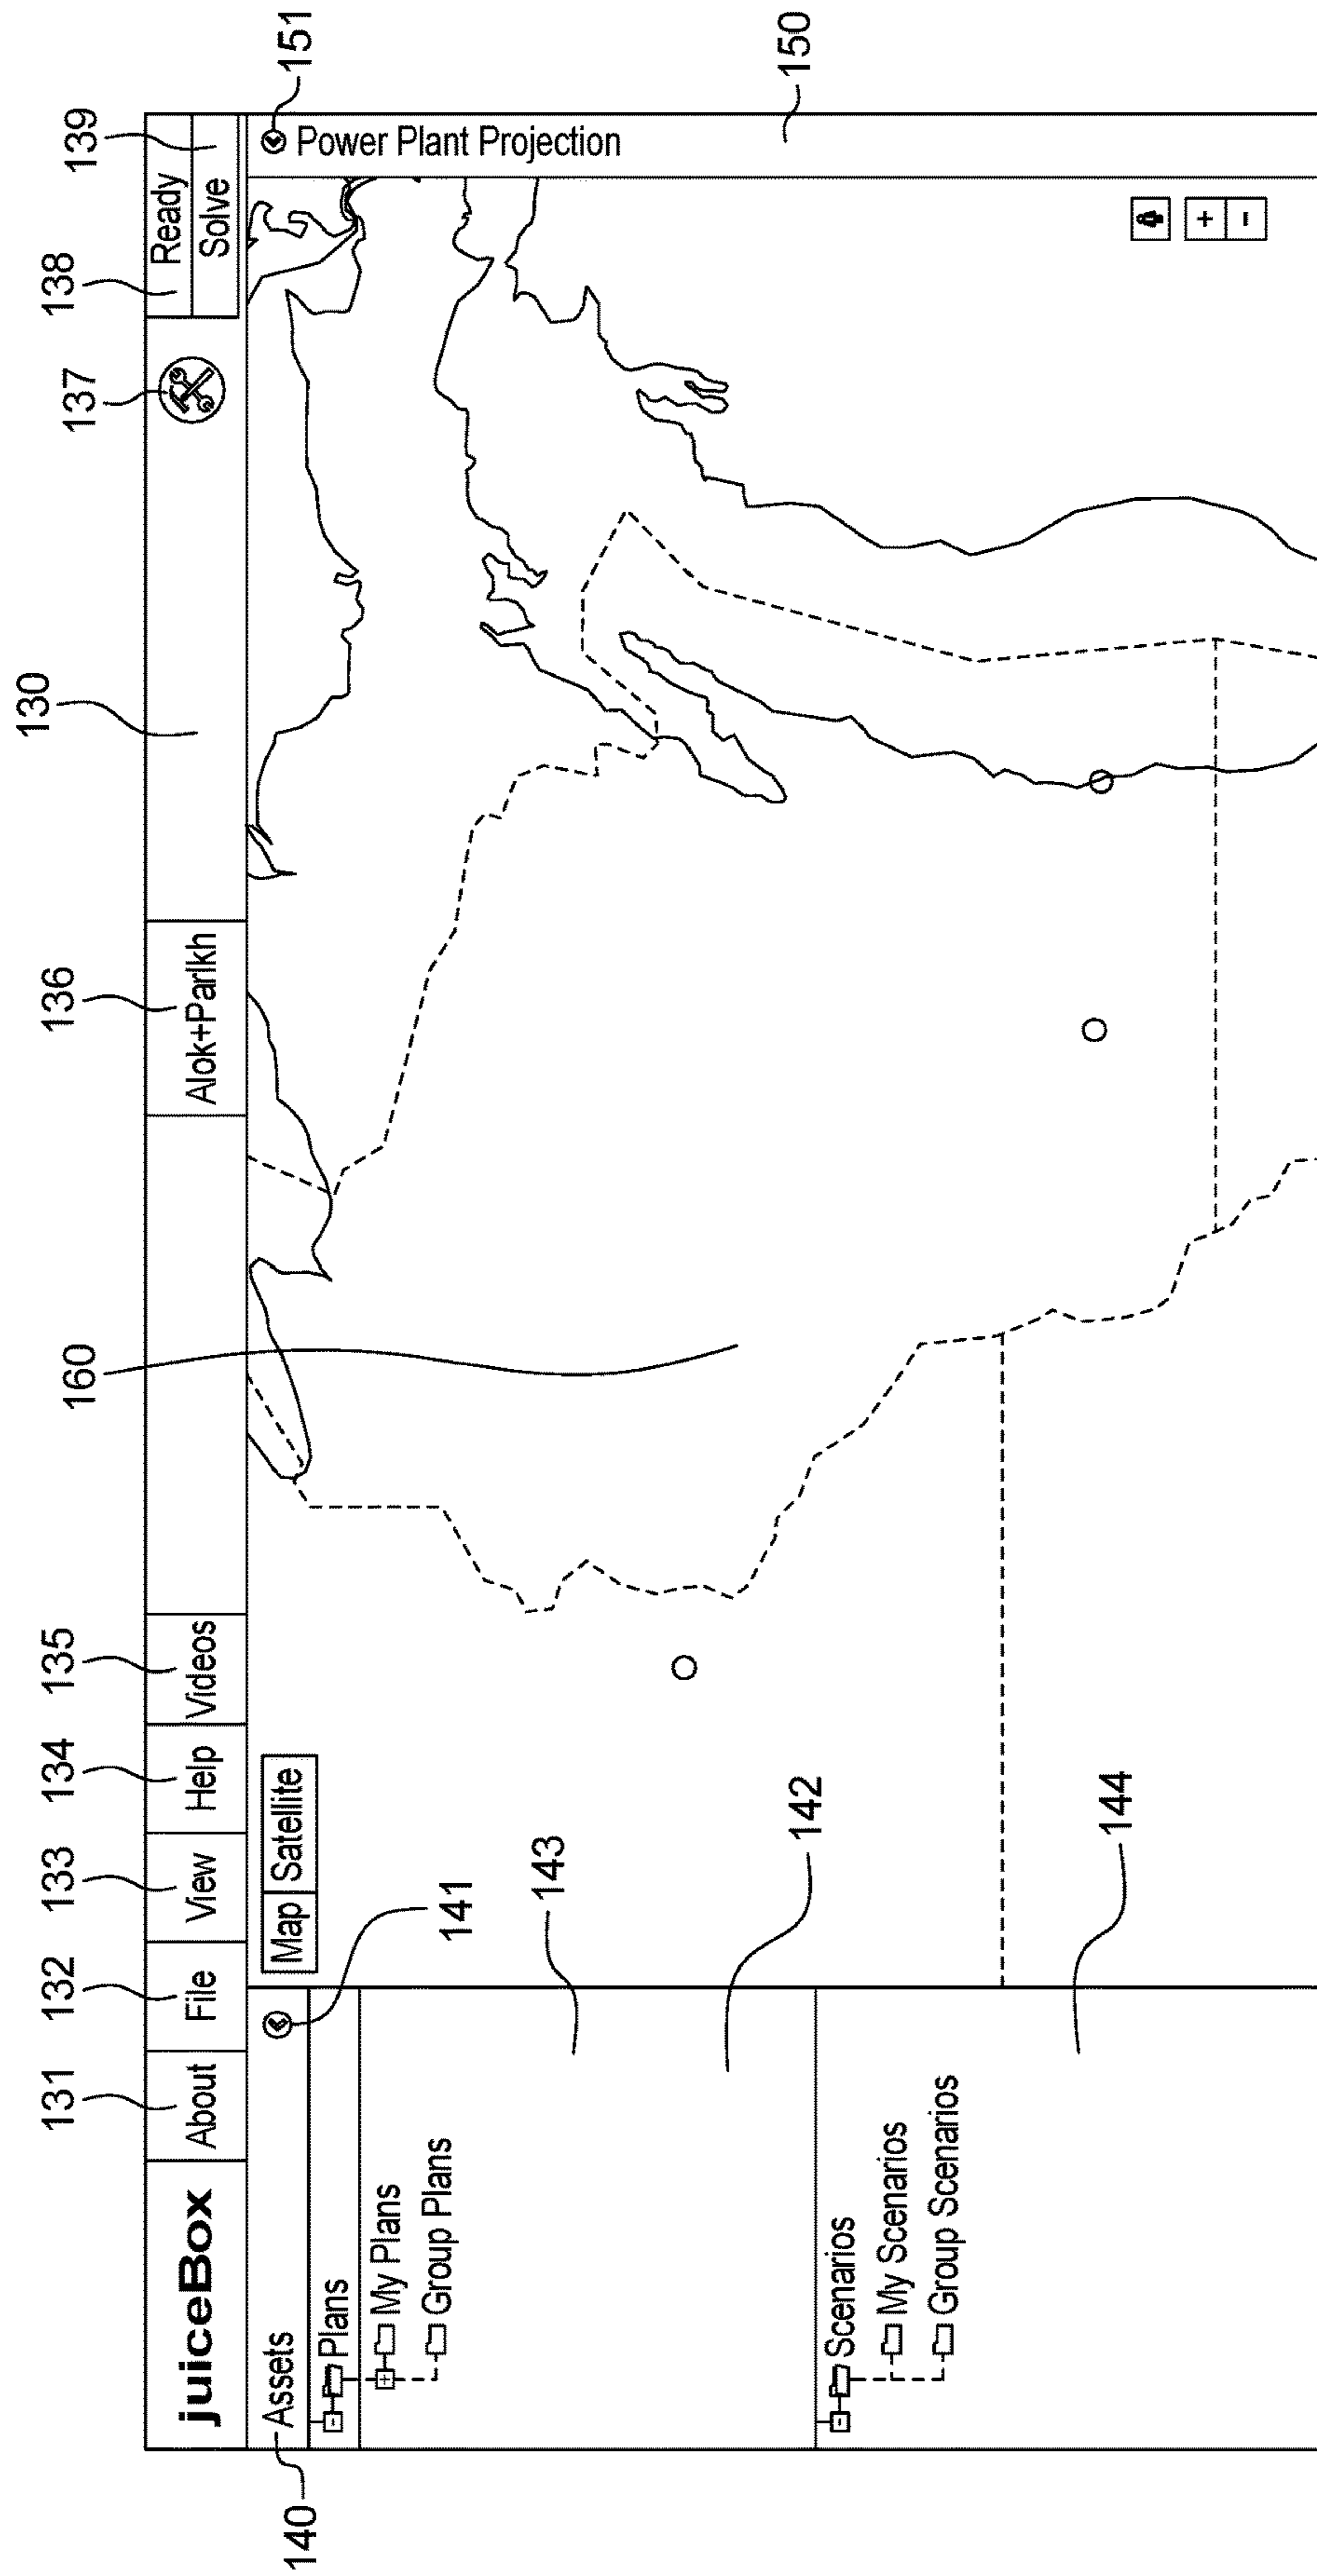 130
131 132 133 134 135 160 136 137 138 139
juiceBox About File View Help Videos Alok+Parlkh Ready
Solve
140 Assets Map Satellite Power Plant Projection 151
Plans
My Plans 141
Group Plans
143
142
150
Scenarios
My Scenarios
Group Scenarios
144
+
-